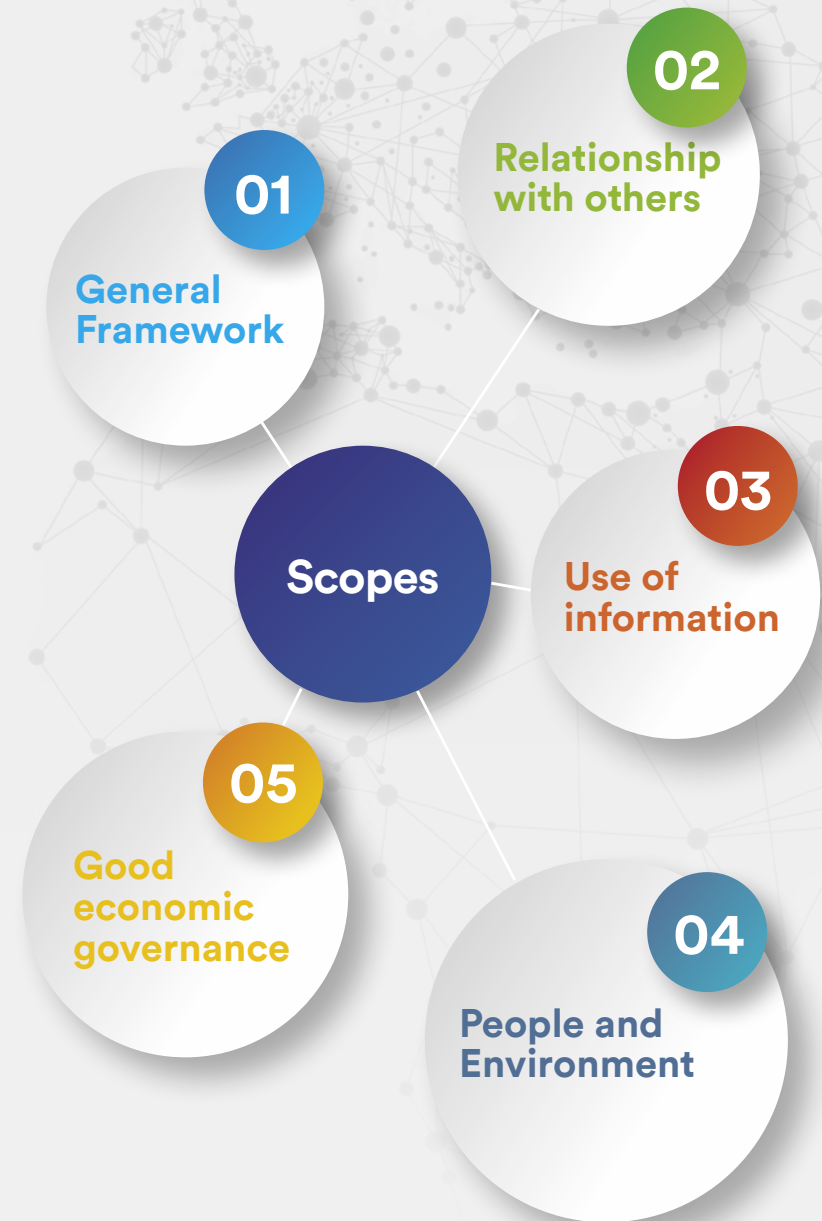 02
Relationship
with others
01
General
Framework
03
Use of
information
Scopes
05
Good
economic
governance
04
People and
Environment